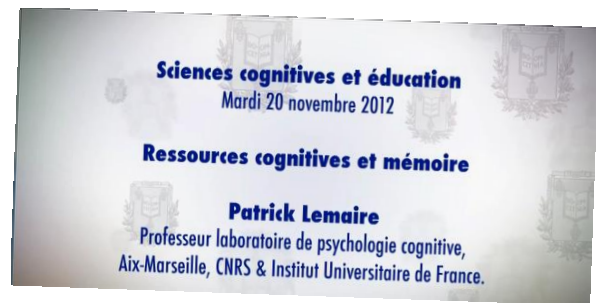 Sciences cognitives et éducation
Mardi 20 novembre 2012
Ressources cognitives et mémoire
Patrick Lemaire
Professeur laboratoire de psychologie cognitive,
Aix-Marseille, CNRS & Institut Universitaire de France.